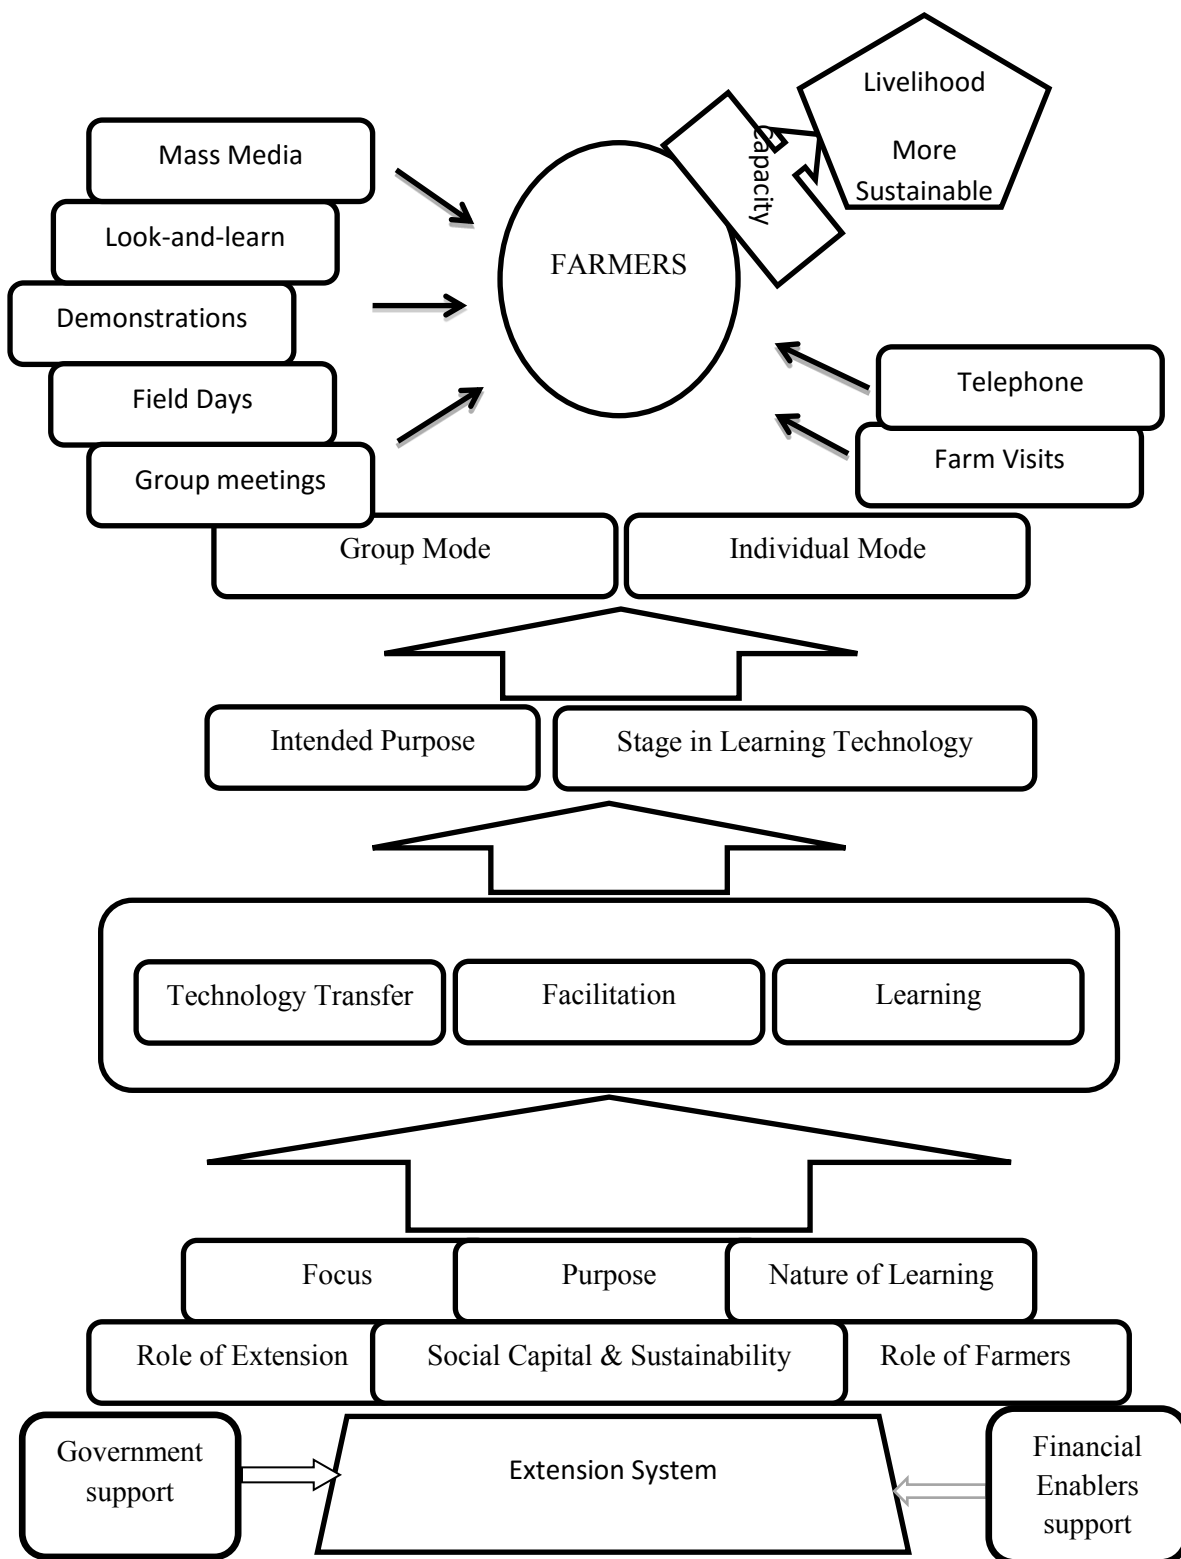 Livelihood
More
Sustainable
Capacity
Mass Media
Look-and-learn
Demonstrations
Field Days
Group meetings
FARMERS
Telephone
Farm Visits
Group Mode
Individual Mode
Intended Purpose
Stage in Learning Technology
Technology Transfer
Facilitation
Learning
Focus
Purpose
Nature of Learning
Role of Extension
Social Capital & Sustainability
Role of Farmers
Government
support
Extension System
Financial
Enablers
support